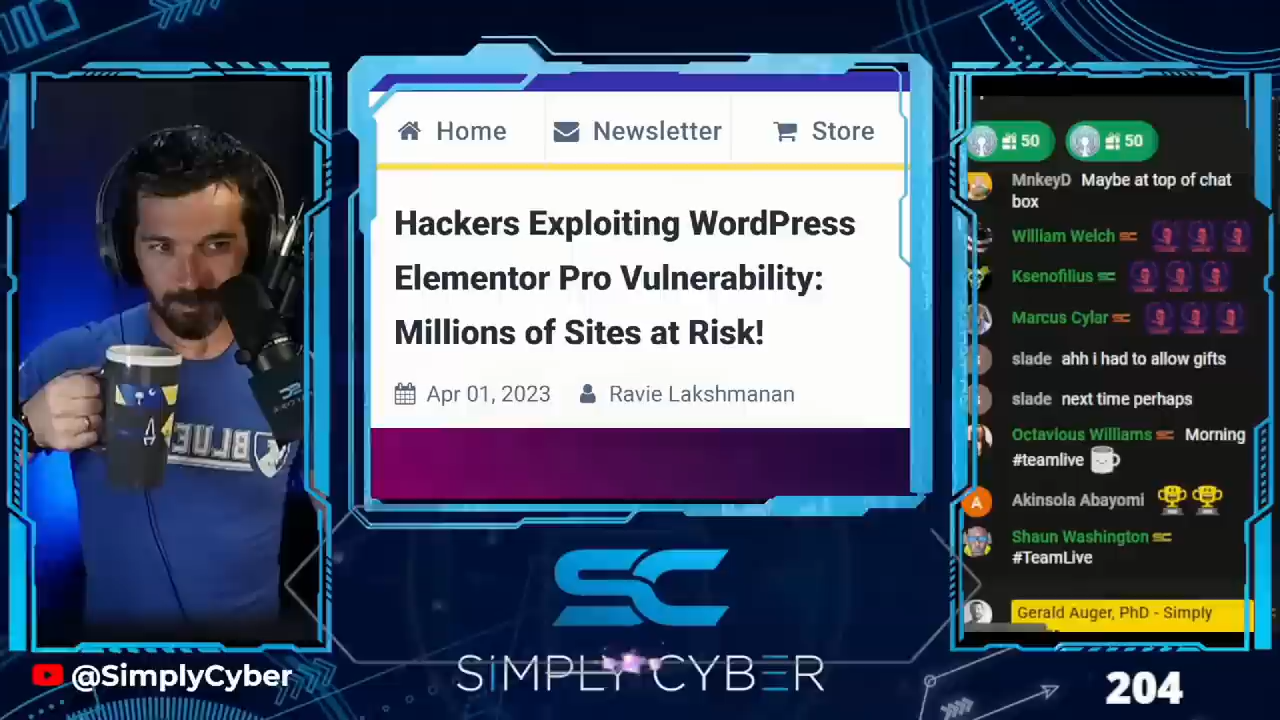 Home
Newsletter
Store
Hackers Exploiting WordPress
Elementor Pro Vulnerability:
Millions of Sites at Risk!
Apr 01, 2023
Ravie Lakshmanan
50
50
MnkeyD Maybe at top of chat
box
William Welch
Ksenofilius
Marcus Cylar
slade ahh i had to allow gifts
slade next time perhaps
Octavious Williams Morning
#teamlive
A Akinsola Abayomi
Shaun Washington
#TeamLive
Gerald Auger, PhD - Simply
BLUE
SC
SIMPLY CYBER
@SimplyCyber
204